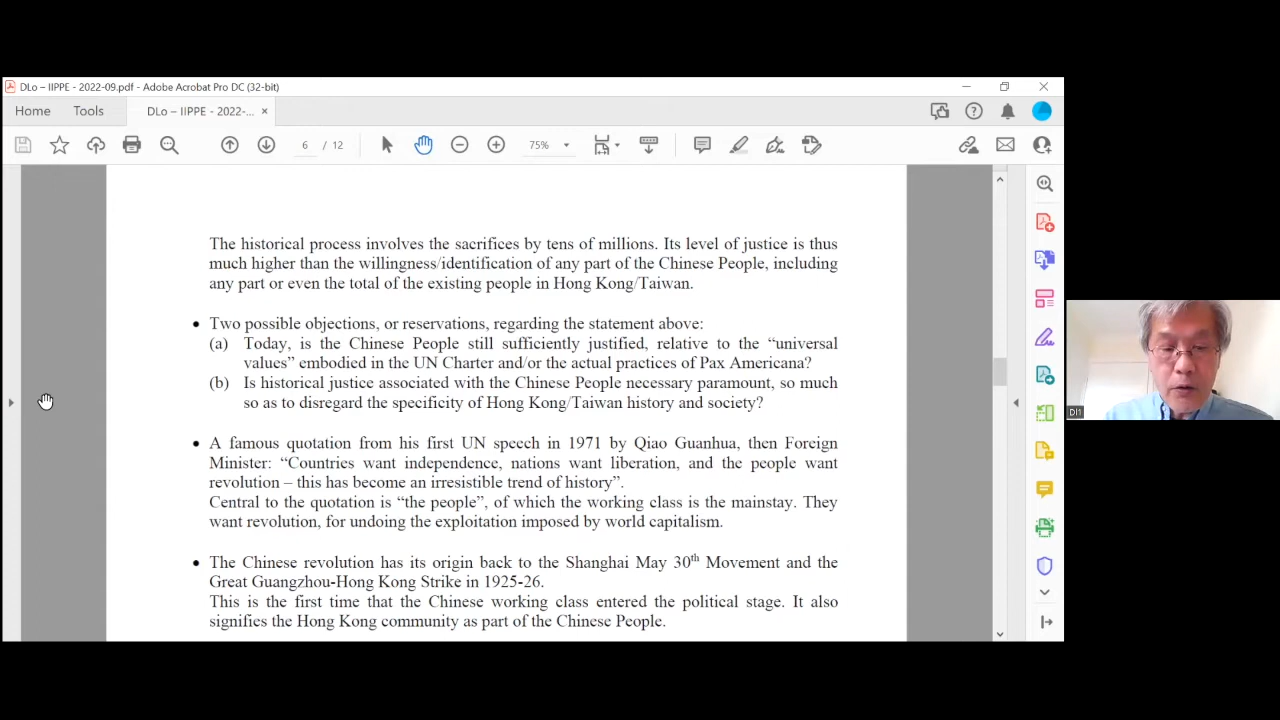 DLo – IIPPE - 2022-09.pdf - Adobe Acrobat Pro DC (32-bit)
Home Tools DLo – IIPPE - 2022-... ×
6 / 12 75%
The historical process involves the sacrifices by tens of millions. Its level of justice is thus
much higher than the willingness/identification of any part of the Chinese People, including
any part or even the total of the existing people in Hong Kong/Taiwan.
• Two possible objections, or reservations, regarding the statement above:
(a) Today, is the Chinese People still sufficiently justified, relative to the “universal
values” embodied in the UN Charter and/or the actual practices of Pax Americana?
(b) Is historical justice associated with the Chinese People necessary paramount, so much
so as to disregard the specificity of Hong Kong/Taiwan history and society?
• A famous quotation from his first UN speech in 1971 by Qiao Guanhua, then Foreign
Minister: “Countries want independence, nations want liberation, and the people want
revolution – this has become an irresistible trend of history”.
Central to the quotation is “the people”, of which the working class is the mainstay. They
want revolution, for undoing the exploitation imposed by world capitalism.
• The Chinese revolution has its origin back to the Shanghai May 30th Movement and the
Great Guangzhou-Hong Kong Strike in 1925-26.
This is the first time that the Chinese working class entered the political stage. It also
signifies the Hong Kong community as part of the Chinese People.